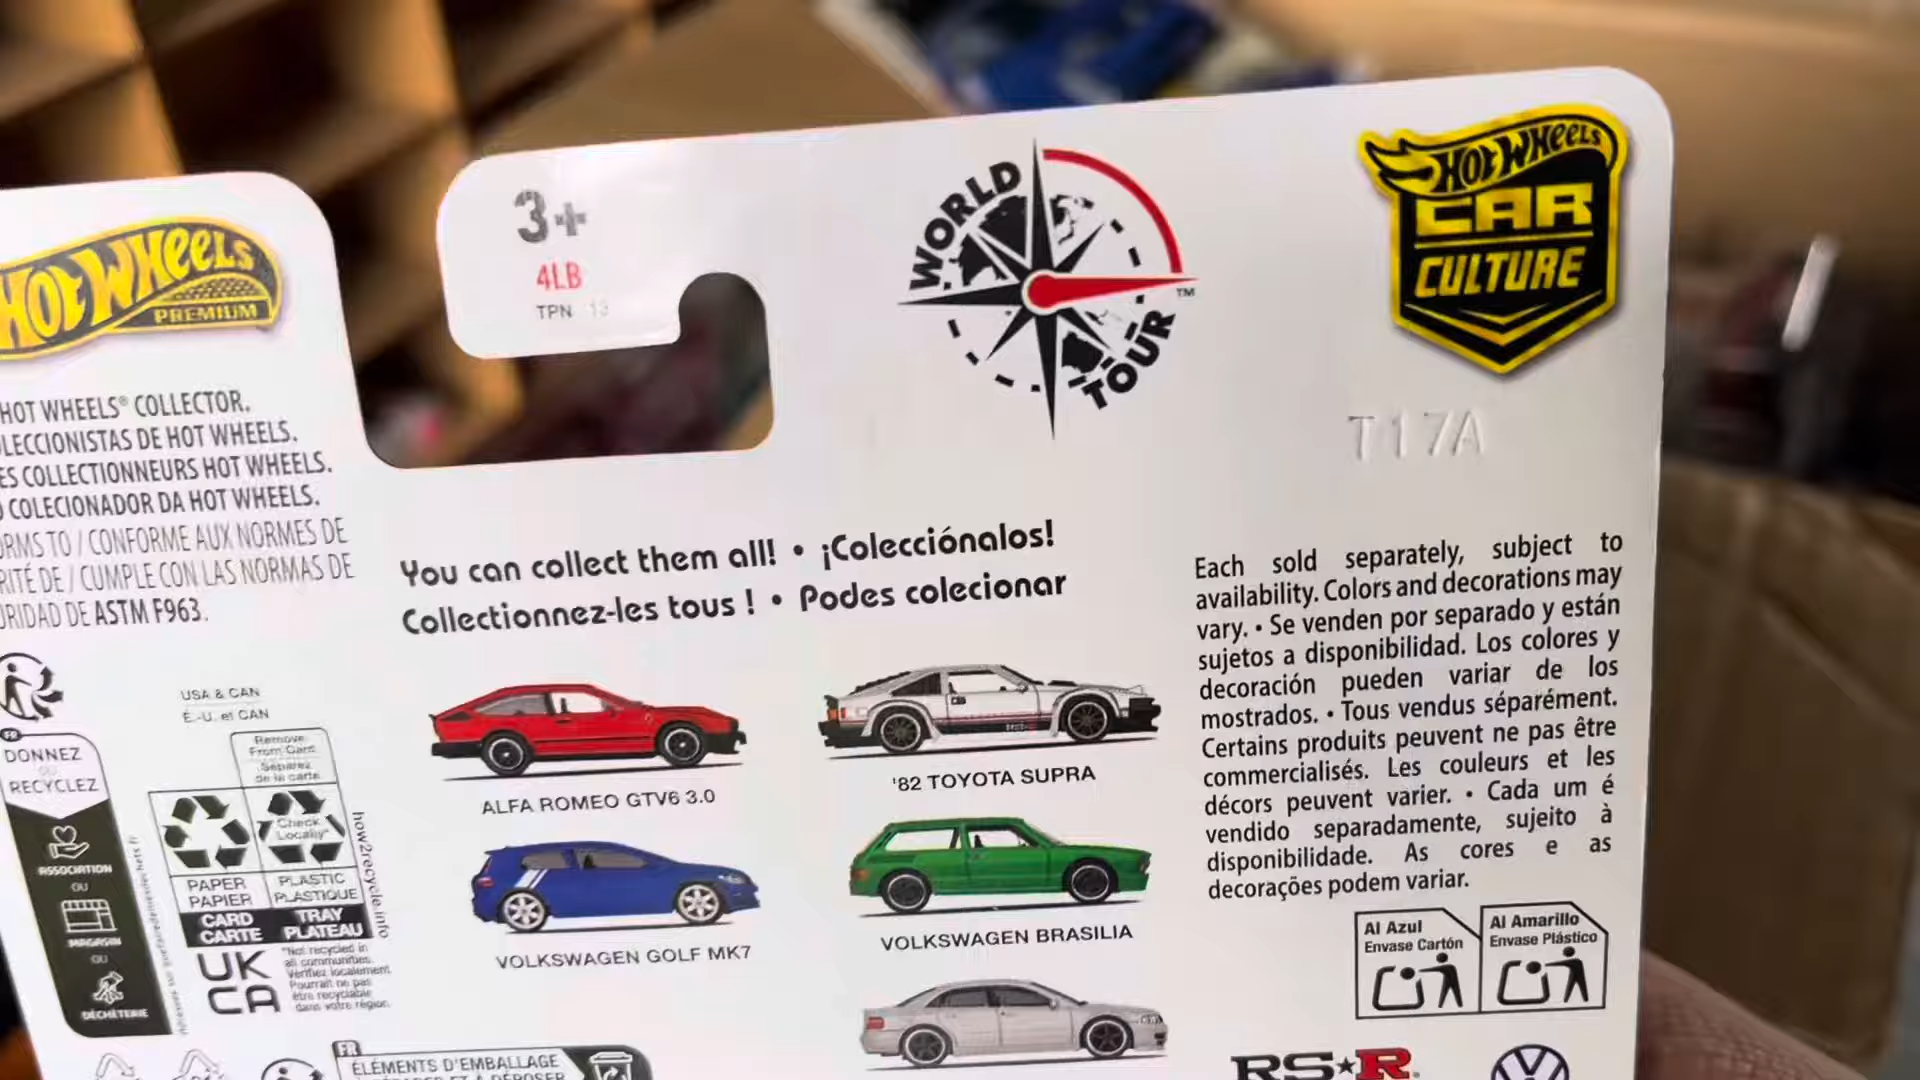 HOT WHEELS
PREMIUM
HOT WHEELS® COLLECTOR.
LECCIONISTAS DE HOT WHEELS.
ES COLLECTIONNEURS HOT WHEELS.
COLECIONADOR DA HOT WHEELS.
ORMS TO / CONFORME AUX NORMES DE
RITÉ DE / CUMPLE CON LAS NORMAS DE
URIDAD DE ASTM F963.
3+
4LB
TPN 13
WORLD
TOUR
TM
HOT WHEELS
CAR
CULTURE
T17A
You can collect them all! • ¡Colecciónalos!
Collectionnez-les tous ! • Podes colecionar
ALFA ROMEO GTV6 3.0
'82 TOYOTA SUPRA
VOLKSWAGEN GOLF MK7
VOLKSWAGEN BRASILIA
Each sold separately, subject to
availability. Colors and decorations may
vary. • Se venden por separado y están
sujetos a disponibilidad. Los colores y
decoración pueden variar de los
mostrados. • Tous vendus séparément.
Certains produits peuvent ne pas être
commercialisés. Les couleurs et les
décors peuvent varier. • Cada um é
vendido separadamente, sujeito à
disponibilidade. As cores e as
decorações podem variar.
Al Azul
Envase Cartón
Al Amarillo
Envase Plástico
RS★R
USA & CAN
É.-U. et CAN
Remove
From Card
Séparez
de la carte
Check
Locally*
PAPER
PAPIER
PLASTIC
PLASTIQUE
CARD
CARTE
TRAY
PLATEAU
how2recycle.info
*Not recycled in
all communities.
Vérifiez localement.
Pourrait ne pas
être recyclable
dans votre région.
UK
CA
FR
DONNEZ
OU
RECYCLEZ
ASSOCIATION
OU
MAGASIN
OU
DÉCHÈTERIE
FR
ÉLÉMENTS D'EMBALLAGE